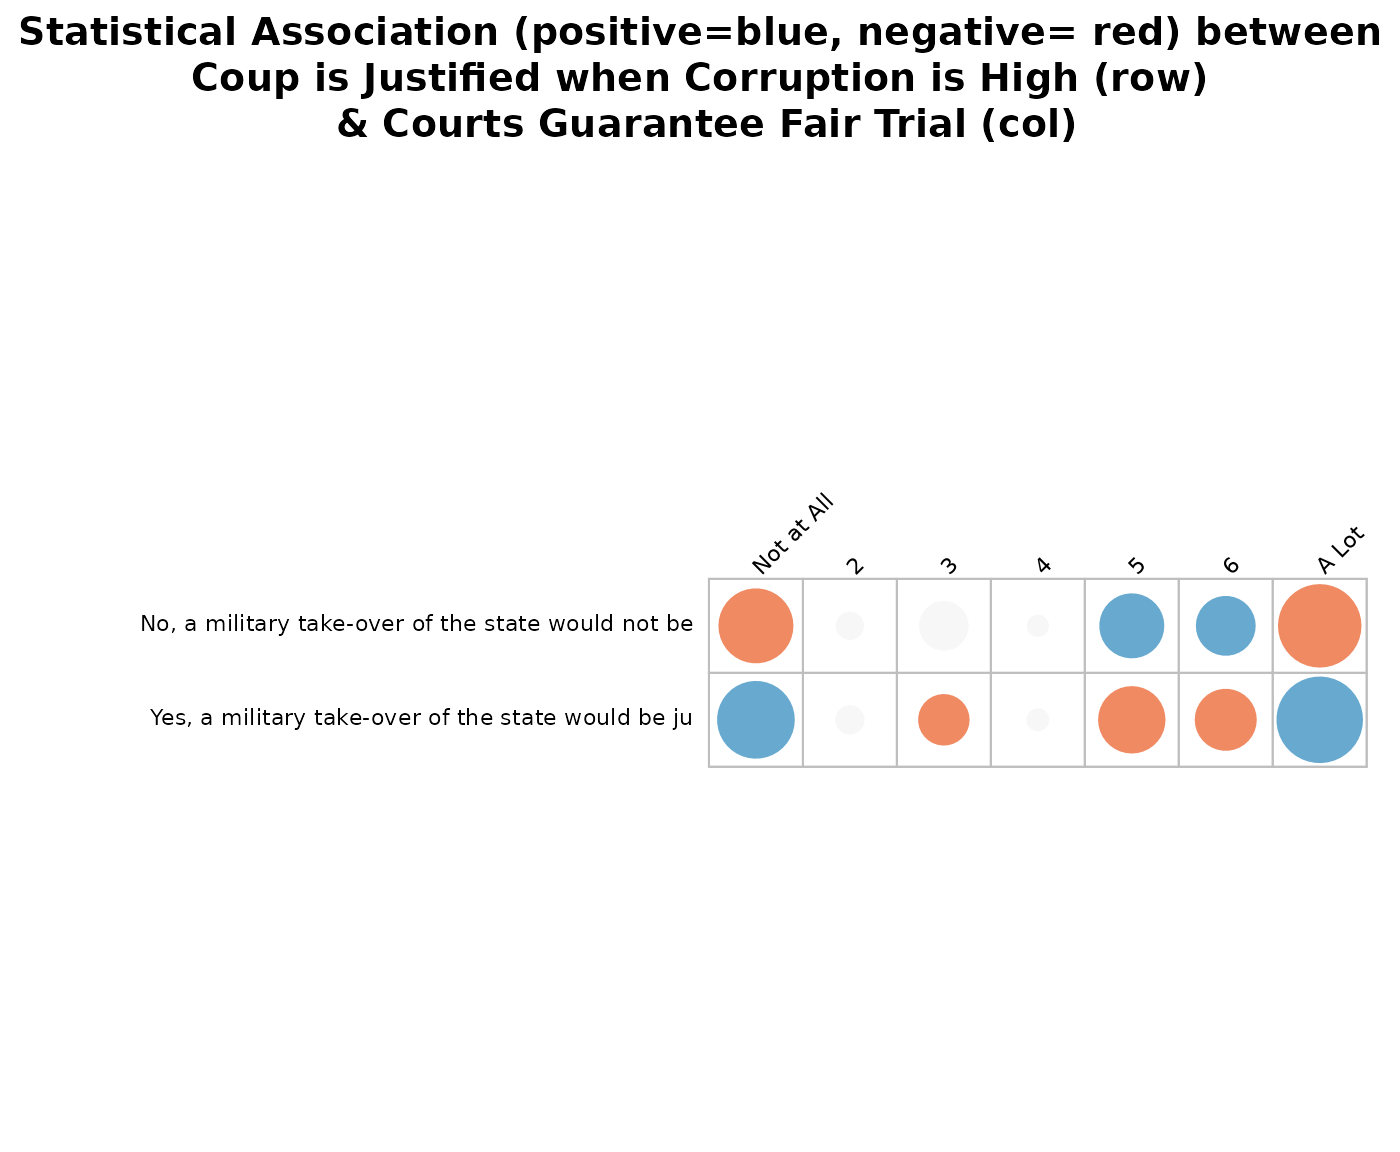 Statistical Association (positive=blue, negative= red) between
Coup is Justified when Corruption is High (row)
& Courts Guarantee Fair Trial (col)
Not at All
2
3
4
5
6
A Lot
No, a military take-over of the state would not be
Yes, a military take-over of the state would be ju